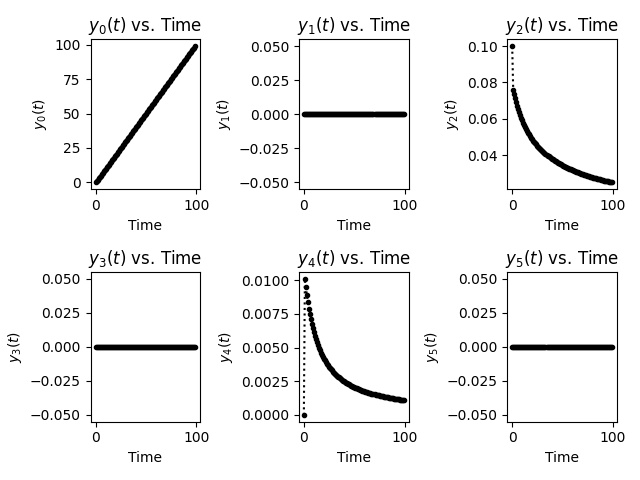 y₀(t) vs. Time
100
75
50
25
0
y₀(t)
0 100
Time
y₁(t) vs. Time
0.050
0.025
0.000
−0.025
−0.050
y₁(t)
0 100
Time
y₂(t) vs. Time
0.10
0.08
0.06
0.04
y₂(t)
0 100
Time
y₃(t) vs. Time
0.050
0.025
0.000
−0.025
−0.050
y₃(t)
0 100
Time
y₄(t) vs. Time
0.0100
0.0075
0.0050
0.0025
0.0000
y₄(t)
0 100
Time
y₅(t) vs. Time
0.050
0.025
0.000
−0.025
−0.050
y₅(t)
0 100
Time